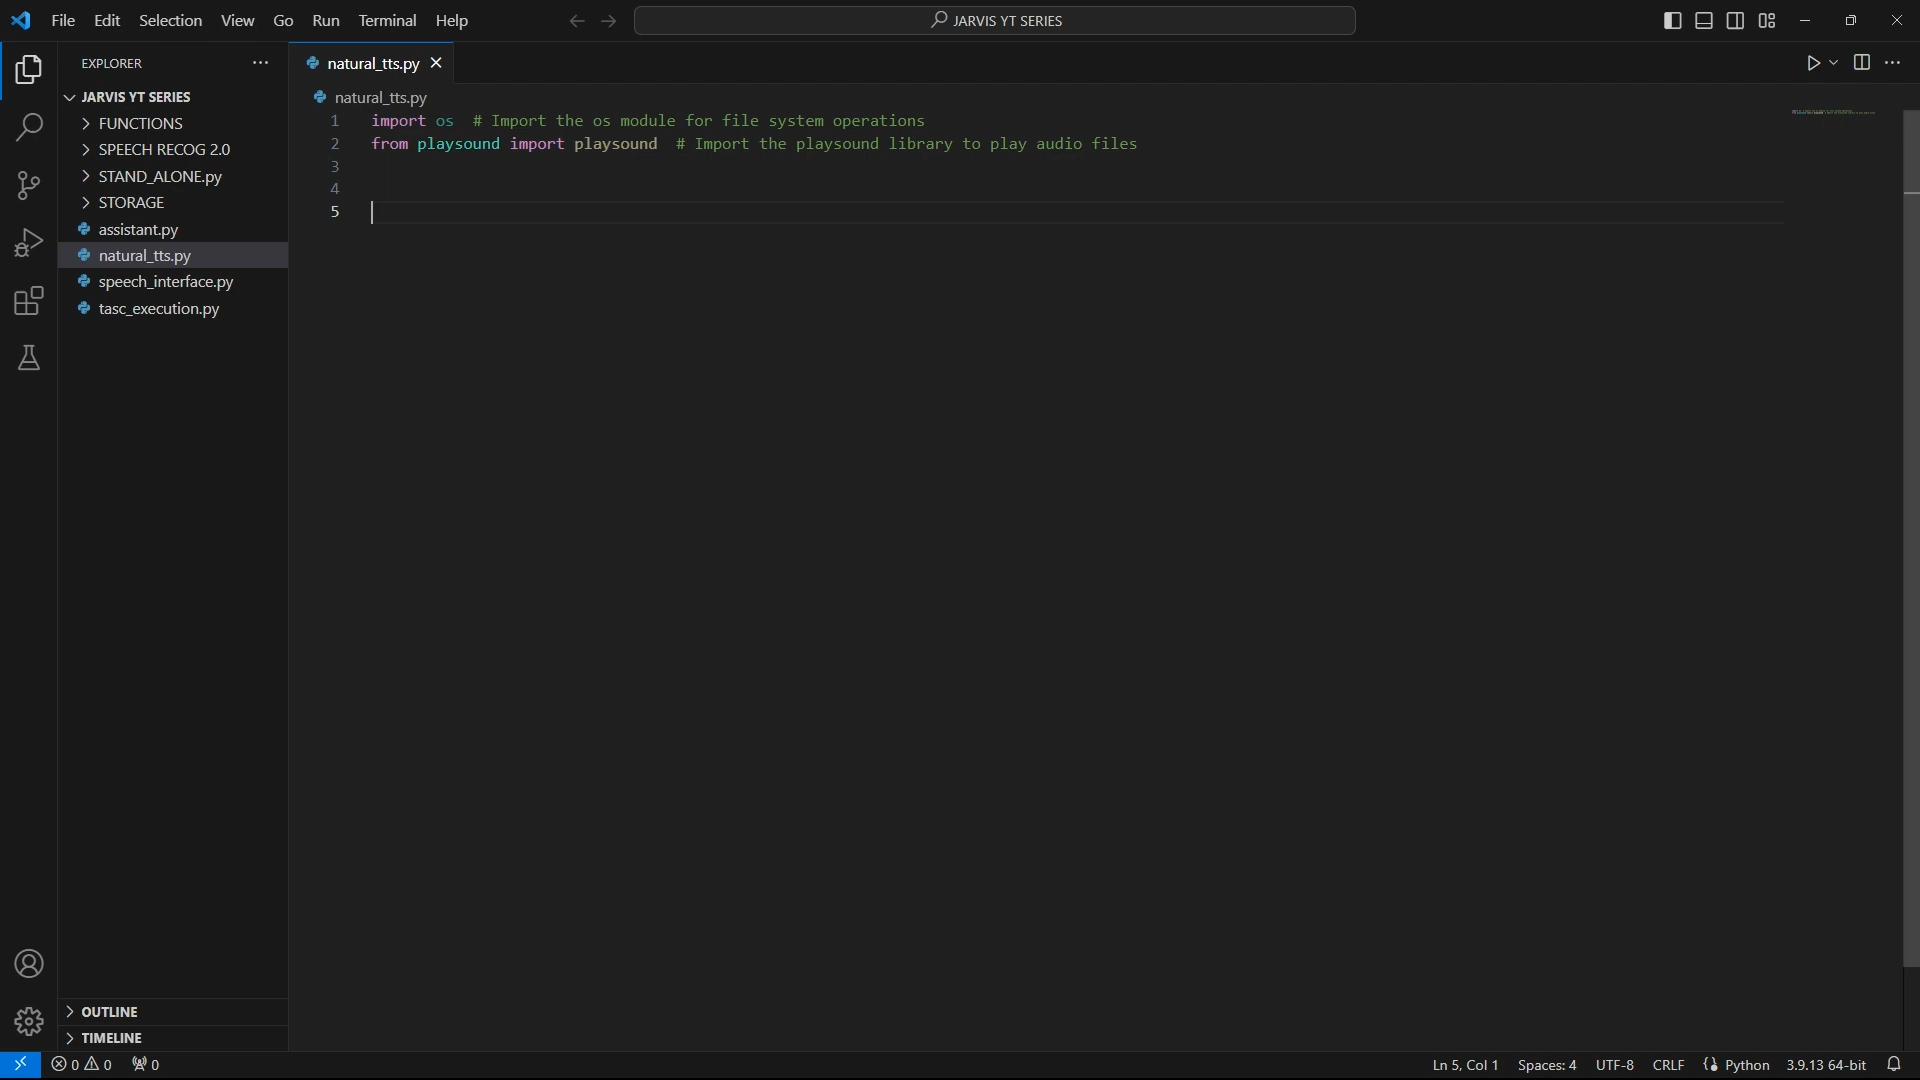 File Edit Selection View Go Run Terminal Help
JARVIS YT SERIES
EXPLORER
JARVIS YT SERIES
FUNCTIONS
SPEECH RECOG 2.0
STAND_ALONE.py
STORAGE
assistant.py
natural_tts.py
speech_interface.py
tasc_execution.py
OUTLINE
TIMELINE
natural_tts.py
natural_tts.py
1 import os # Import the os module for file system operations
2 from playsound import playsound # Import the playsound library to play audio files
3
4
5
0 0 0
Ln 5, Col 1 Spaces: 4 UTF-8 CRLF Python 3.9.13 64-bit